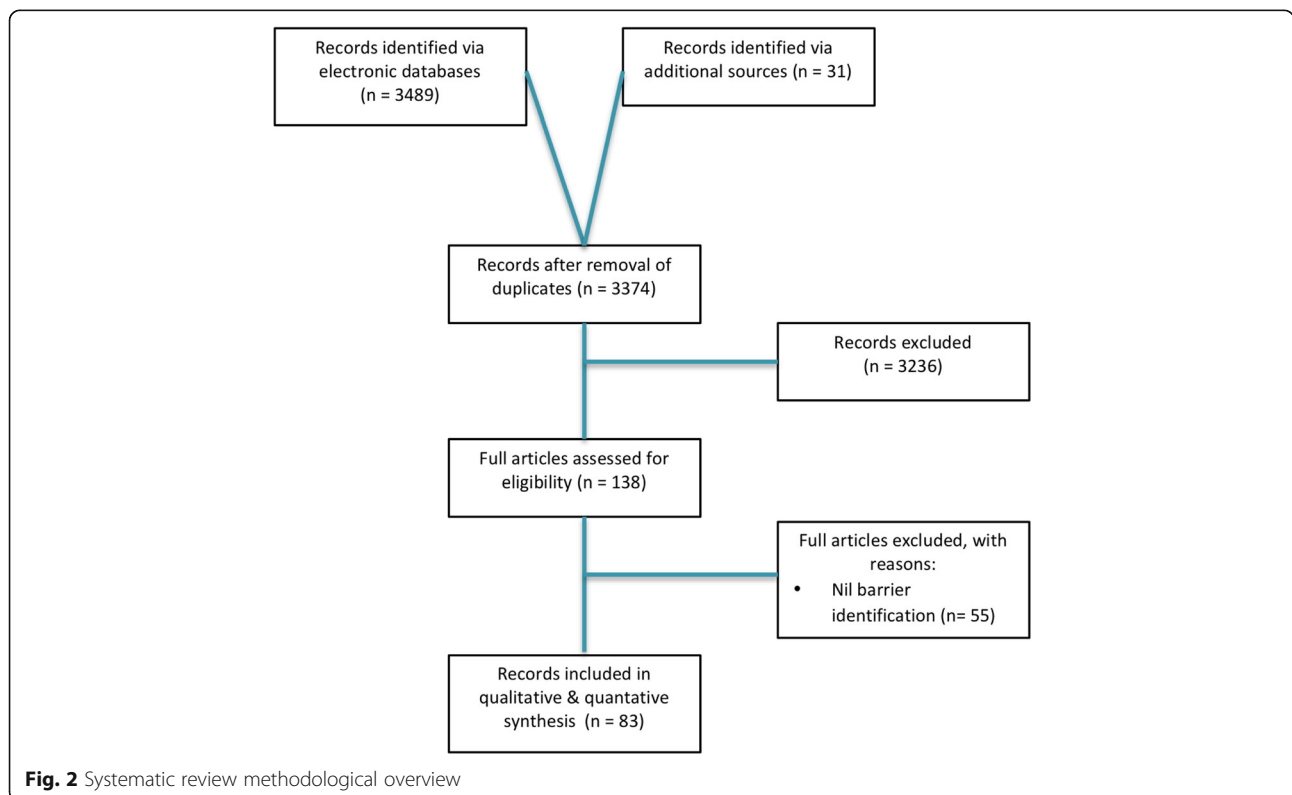 Records identified via
electronic databases
(n = 3489)
Records identified via
additional sources (n = 31)
Records after removal of
duplicates (n = 3374)
Records excluded
(n = 3236)
Full articles assessed for
eligibility (n = 138)
Full articles excluded, with
reasons:
• Nil barrier
identification (n= 55)
Records included in
qualitative & quantative
synthesis (n = 83)
Fig. 2 Systematic review methodological overview